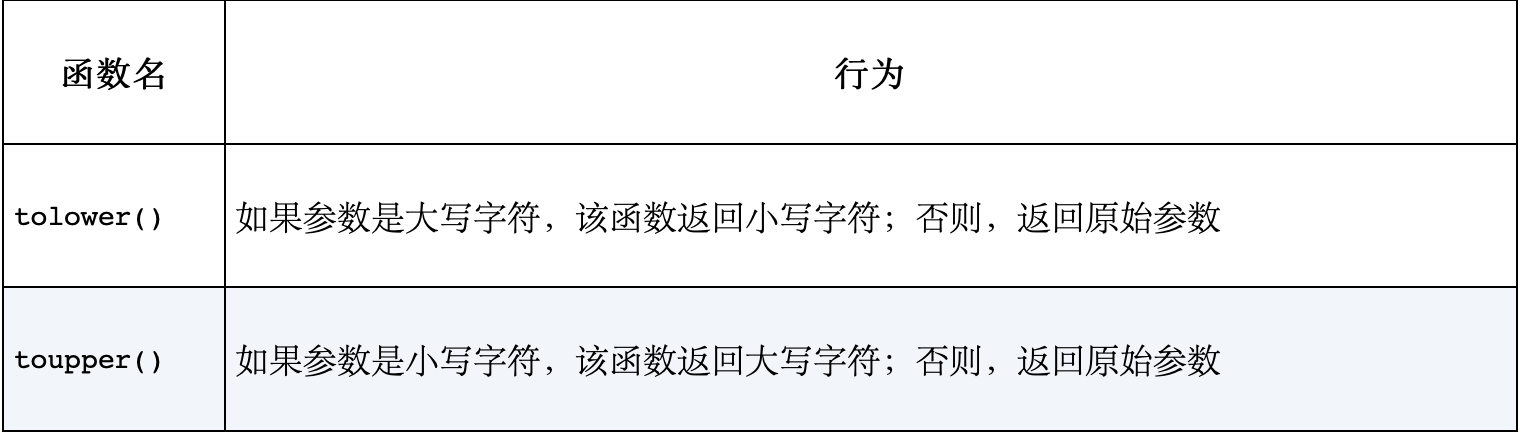 函数名 行为
tolower() 如果参数是大写字符，该函数返回小写字符；否则，返回原始参数
toupper() 如果参数是小写字符，该函数返回大写字符；否则，返回原始参数